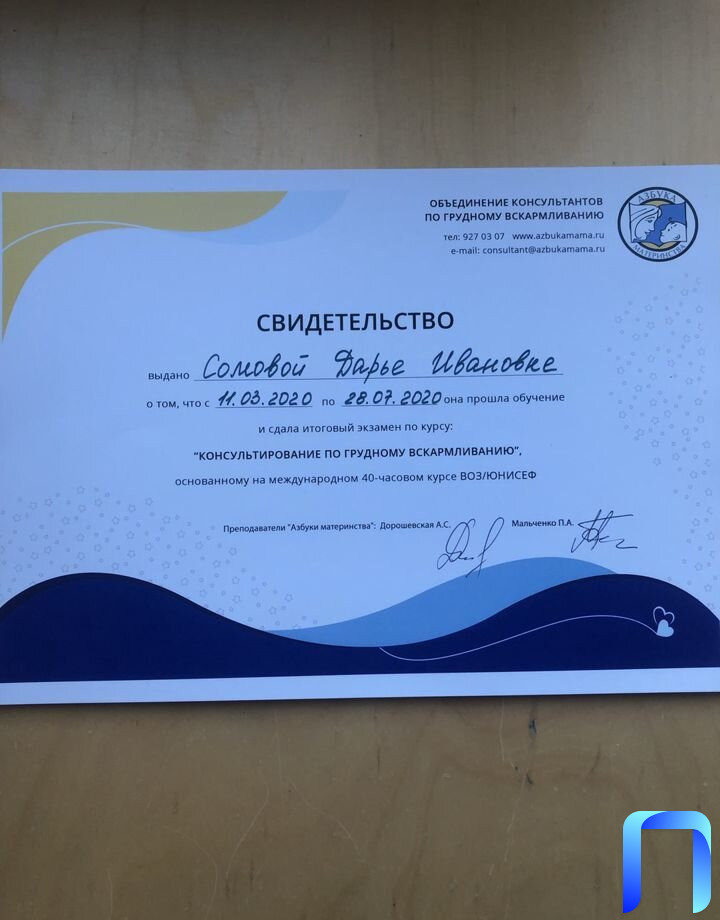 ОБЪЕДИНЕНИЕ КОНСУЛЬТАНТОВ
ПО ГРУДНОМУ ВСКАРМЛИВАНИЮ
тел: 927 03 07 www.azbukamama.ru
e-mail: consultant@azbukamama.ru
АЗБУКА
МАТЕРИНСТВА
СВИДЕТЕЛЬСТВО
выдано Сомовой Дарье Ивановне
о том, что с 11.03.2020 по 28.07.2020 она прошла обучение
и сдала итоговый экзамен по курсу:
"КОНСУЛЬТИРОВАНИЕ ПО ГРУДНОМУ ВСКАРМЛИВАНИЮ",
основанному на международном 40-часовом курсе ВОЗ/ЮНИСЕФ
Преподаватели "Азбуки материнства": Дорошевская А.С. Мальченко П.А.